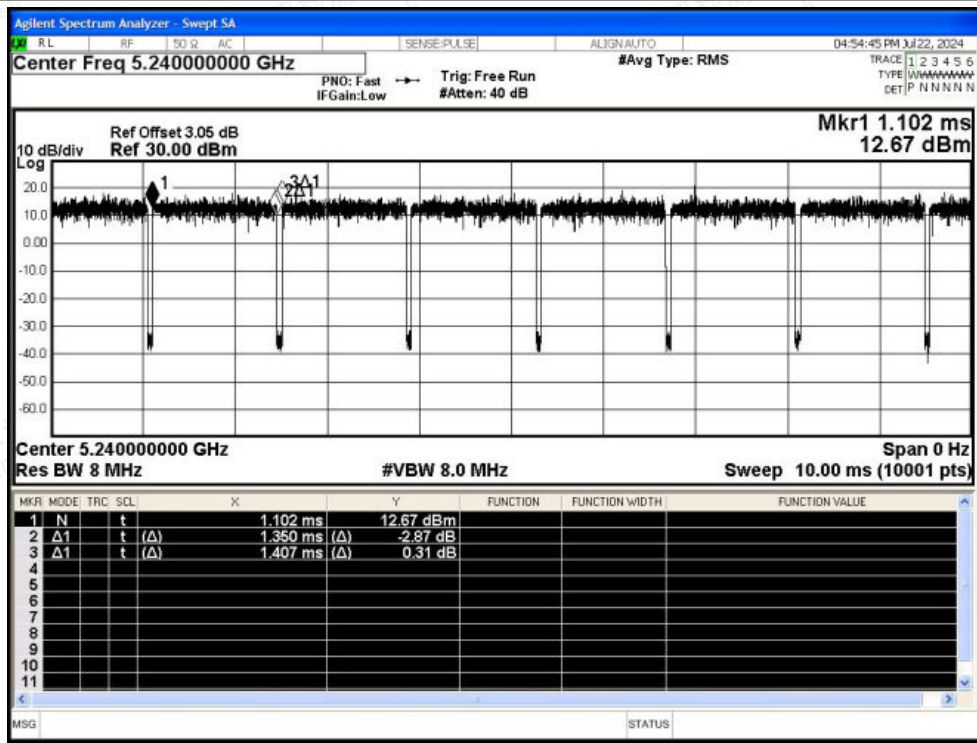 Agilent Spectrum Analyzer - Swept SA
LXI RL RF 50 Ω AC SENSE:PULSE ALIGNAUTO 04:54:45 PM Jul 22, 2024
Center Freq 5.240000000 GHz #Avg Type: RMS TRACE 1 2 3 4 5 6
PNO: Fast Trig: Free Run TYPE WWWWWW
IFGain:Low #Atten: 40 dB DET P N N N N N
Mkr1 1.102 ms
Ref Offset 3.05 dB
10 dB/div Ref 30.00 dBm 12.67 dBm
Log
1 3Δ1
2Δ1
20.0
10.0
0.00
-10.0
-20.0
-30.0
-40.0
-50.0
-60.0
Center 5.240000000 GHz Span 0 Hz
Res BW 8 MHz #VBW 8.0 MHz Sweep 10.00 ms (10001 pts)
MKR MODE TRC SCL X Y FUNCTION FUNCTION WIDTH FUNCTION VALUE
1 N t 1.102 ms 12.67 dBm
2 Δ1 t (Δ) 1.350 ms (Δ) -2.87 dB
3 Δ1 t (Δ) 1.407 ms (Δ) 0.31 dB
4
5
6
7
8
9
10
11
MSG STATUS